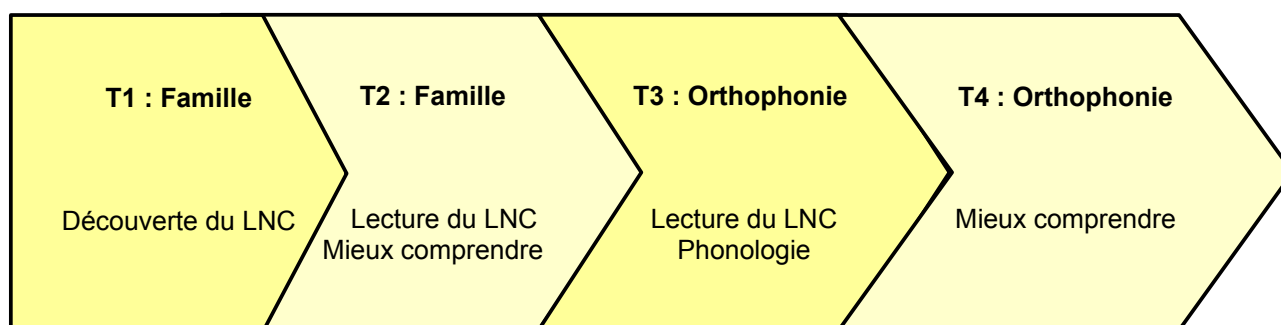 T1 : Famille
Découverte du LNC
T2 : Famille
Lecture du LNC
Mieux comprendre
T3 : Orthophonie
Lecture du LNC
Phonologie
T4 : Orthophonie
Mieux comprendre